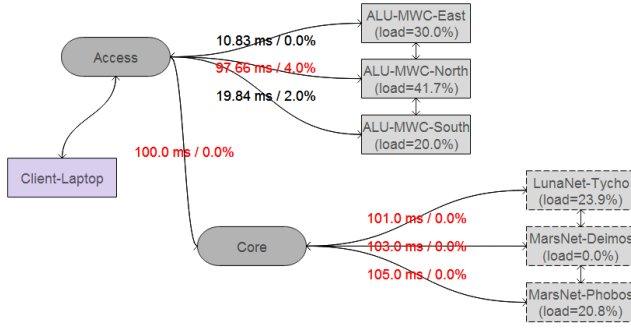 ALU-MWC-East
(load=30.0%)
10.83 ms / 0.0%
Access
97.66 ms / 4.0%
ALU-MWC-North
(load=41.7%)
19.84 ms / 2.0%
ALU-MWC-South
(load=20.0%)
100.0 ms / 0.0%
Client-Laptop
LunaNet-Tycho
(load=23.9%)
101.0 ms / 0.0%
Core
103.0 ms / 0.0%
MarsNet-Deimos
(load=0.0%)
105.0 ms / 0.0%
MarsNet-Phobos
(load=20.8%)